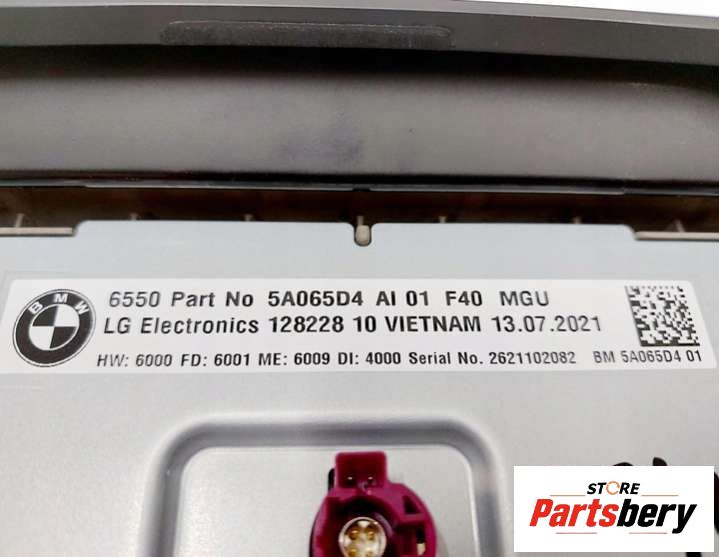 BMW
6550 Part No 5A065D4 AI 01 F40 MGU
LG Electronics 128228 10 VIETNAM 13.07.2021
HW: 6000 FD: 6001 ME: 6009 DI: 4000 Serial No. 2621102082 BM 5A065D4 01
STORE
Partsbery